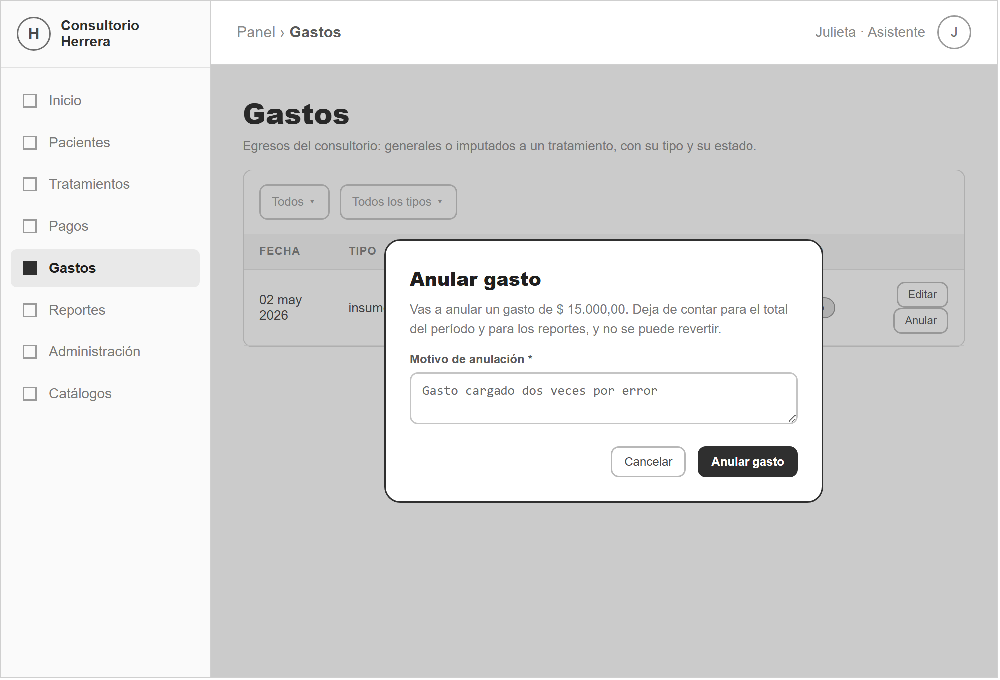 H
Consultorio
Herrera
Panel › Gastos
Julieta · Asistente
J
Inicio
Pacientes
Tratamientos
Pagos
Gastos
Reportes
Administración
Catálogos
Gastos
Egresos del consultorio: generales o imputados a un tratamiento, con su tipo y su estado.
Todos ▾
Todos los tipos ▾
FECHA
TIPO
02 may
2026
Editar
Anular
Anular gasto
Vas a anular un gasto de $ 15.000,00. Deja de contar para el total
del período y para los reportes, y no se puede revertir.
Motivo de anulación *
Gasto cargado dos veces por error
Cancelar
Anular gasto